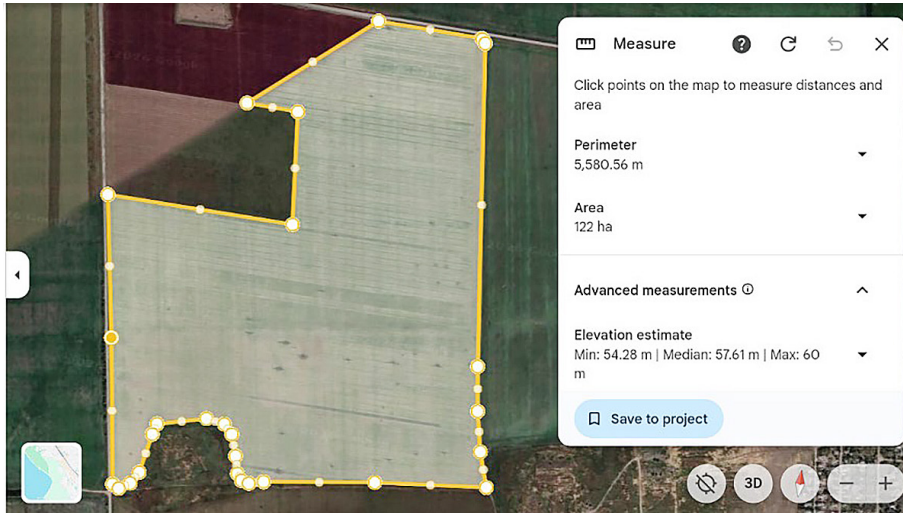 Measure
Click points on the map to measure distances and
area
Perimeter
5,580.56 m
Area
122 ha
Advanced measurements
Elevation estimate
Min: 54.28 m | Median: 57.61 m | Max: 60
m
Save to project
3D